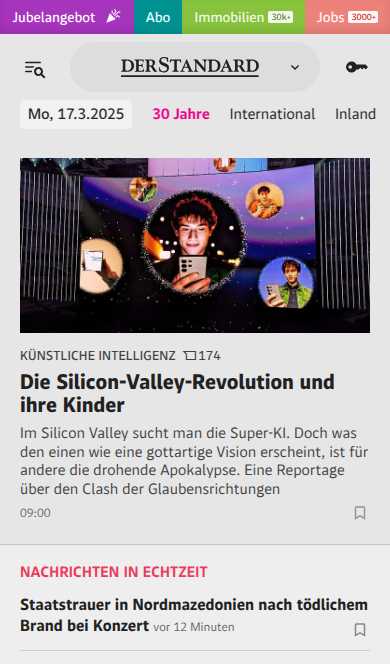 Jubelangebot Abo Immobilien 30k+ Jobs 3000+
DERSTANDARD
Mo, 17.3.2025 30 Jahre International Inland
KÜNSTLICHE INTELLIGENZ 174
Die Silicon-Valley-Revolution und
ihre Kinder
Im Silicon Valley sucht man die Super-KI. Doch was
den einen wie eine gottartige Vision erscheint, ist für
andere die drohende Apokalypse. Eine Reportage
über den Clash der Glaubensrichtungen
09:00
NACHRICHTEN IN ECHTZEIT
Staatstrauer in Nordmazedonien nach tödlichem
Brand bei Konzert vor 12 Minuten